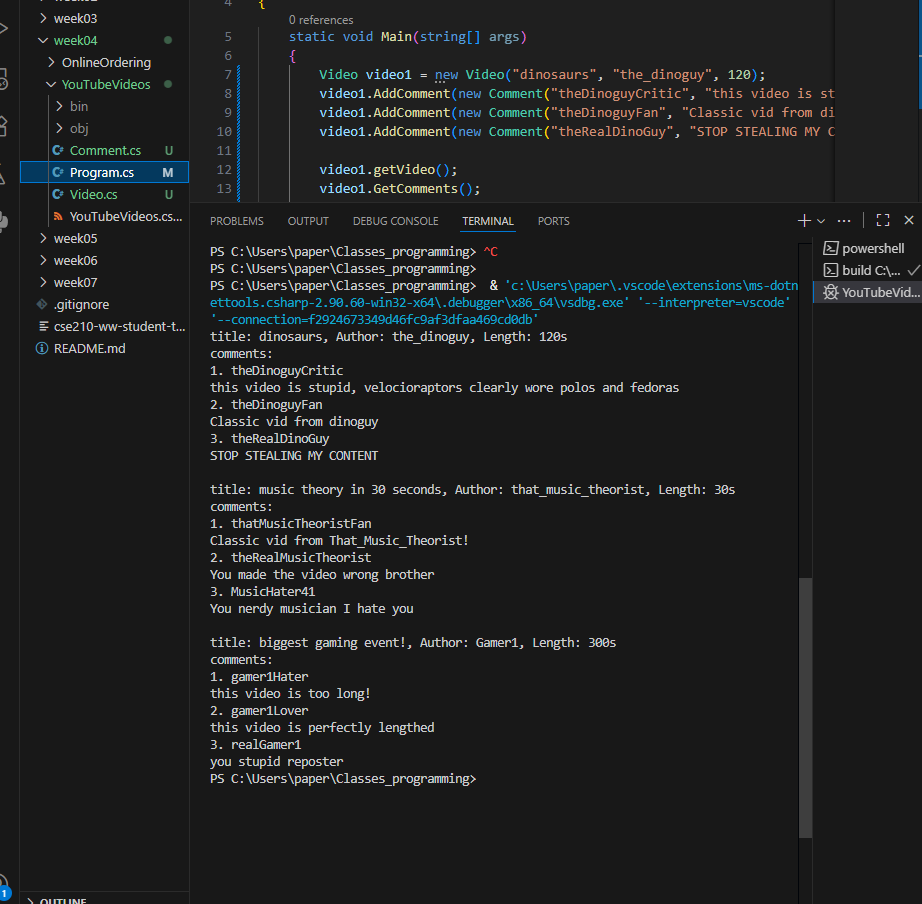 week03
week04
OnlineOrdering
YouTubeVideos
bin
obj
Comment.cs U
Program.cs M
Video.cs U
YouTubeVideos.cs...
week05
week06
week07
.gitignore
cse210-ww-student-t...
README.md
OUTLINE
1
4 {
0 references
5 static void Main(string[] args)
6 {
7 Video video1 = new Video("dinosaurs", "the_dinoguy", 120);
8 video1.AddComment(new Comment("theDinoguyCritic", "this video is st
9 video1.AddComment(new Comment("theDinoguyFan", "Classic vid from di
10 video1.AddComment(new Comment("theRealDinoGuy", "STOP STEALING MY C
11
12 video1.getVideo();
13 video1.GetComments();
PROBLEMS OUTPUT DEBUG CONSOLE TERMINAL PORTS
PS C:\Users\paper\Classes_programming> ^C
PS C:\Users\paper\Classes_programming>
PS C:\Users\paper\Classes_programming> & 'c:\Users\paper\.vscode\extensions\ms-dotn
ettools.csharp-2.90.60-win32-x64\.debugger\x86_64\vsdbg.exe' '--interpreter=vscode'
'--connection=f2924673349d46fc9af3dfaa469cd0db'
title: dinosaurs, Author: the_dinoguy, Length: 120s
comments:
1. theDinoguyCritic
this video is stupid, velocioraptors clearly wore polos and fedoras
2. theDinoguyFan
Classic vid from dinoguy
3. theRealDinoGuy
STOP STEALING MY CONTENT
title: music theory in 30 seconds, Author: that_music_theorist, Length: 30s
comments:
1. thatMusicTheoristFan
Classic vid from That_Music_Theorist!
2. theRealMusicTheorist
You made the video wrong brother
3. MusicHater41
You nerdy musician I hate you
title: biggest gaming event!, Author: Gamer1, Length: 300s
comments:
1. gamer1Hater
this video is too long!
2. gamer1Lover
this video is perfectly lengthed
3. realGamer1
you stupid reposter
PS C:\Users\paper\Classes_programming>
powershell
build C:\...
YouTubeVid...